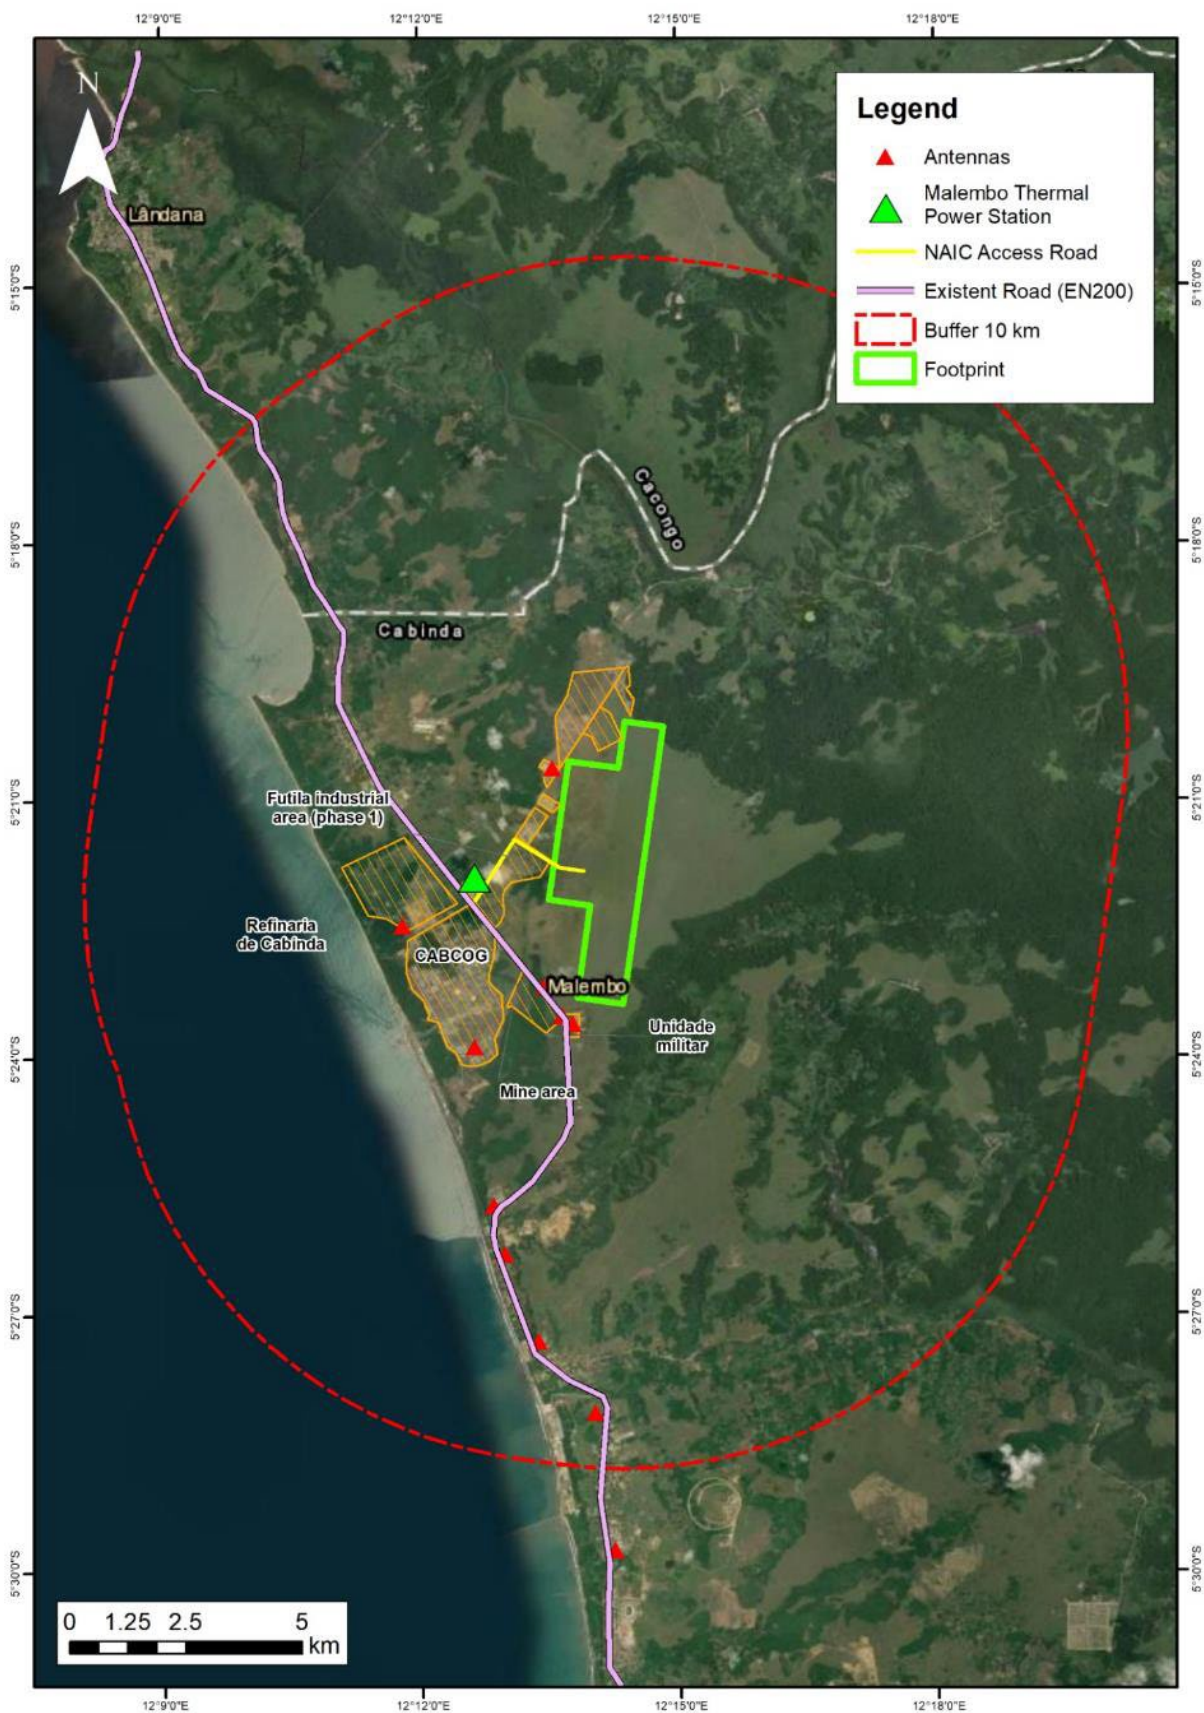 12°9'0"E
12°12'0"E
12°15'0"E
12°18'0"E
N
Legend
Antennas
Malembo Thermal
Power Station
NAIC Access Road
Existent Road (EN200)
Buffer 10 km
Footprint
Lândana
5°15'0"S
5°15'0"S
Cacongo
5°18'0"S
5°18'0"S
Cabinda
5°21'0"S
5°21'0"S
Futila industrial
area (phase 1)
Refinaria
de Cabinda
CABCOG
Malembo
Unidade
militar
5°24'0"S
5°24'0"S
Mine area
5°27'0"S
5°27'0"S
5°30'0"S
5°30'0"S
0 1.25 2.5 5
km
12°9'0"E
12°12'0"E
12°15'0"E
12°18'0"E